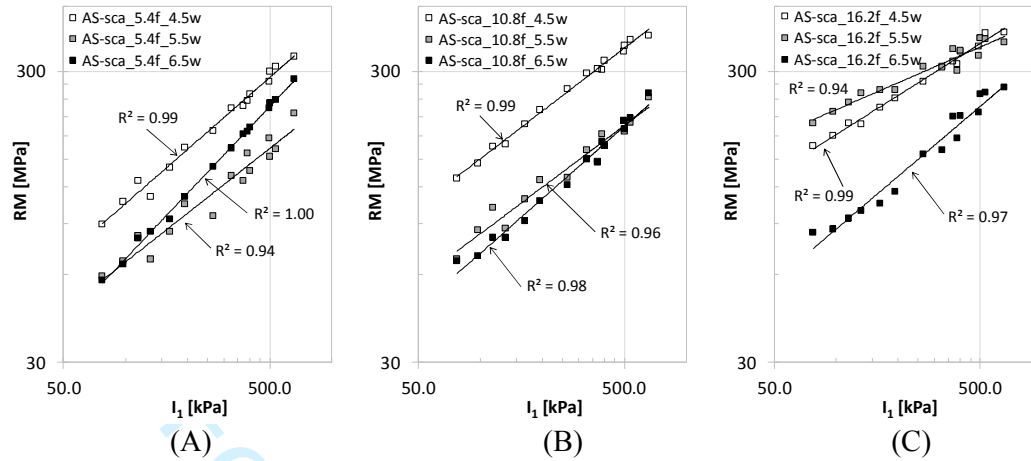 AS-sca_5.4f_4.5w
AS-sca_5.4f_5.5w
AS-sca_5.4f_6.5w
300
R² = 0.99
RM [MPa]
R² = 1.00
R² = 0.94
30
50.0
500.0
I₁ [kPa]
(A)
AS-sca_10.8f_4.5w
AS-sca_10.8f_5.5w
AS-sca_10.8f_6.5w
300
R² = 0.99
RM [MPa]
R² = 0.96
R² = 0.98
30
50.0
500.0
I₁ [kPa]
(B)
AS-sca_16.2f_4.5w
AS-sca_16.2f_5.5w
AS-sca_16.2f_6.5w
300
R² = 0.94
RM [MPa]
R² = 0.99
R² = 0.97
30
50.0
500.0
I₁ [kPa]
(C)